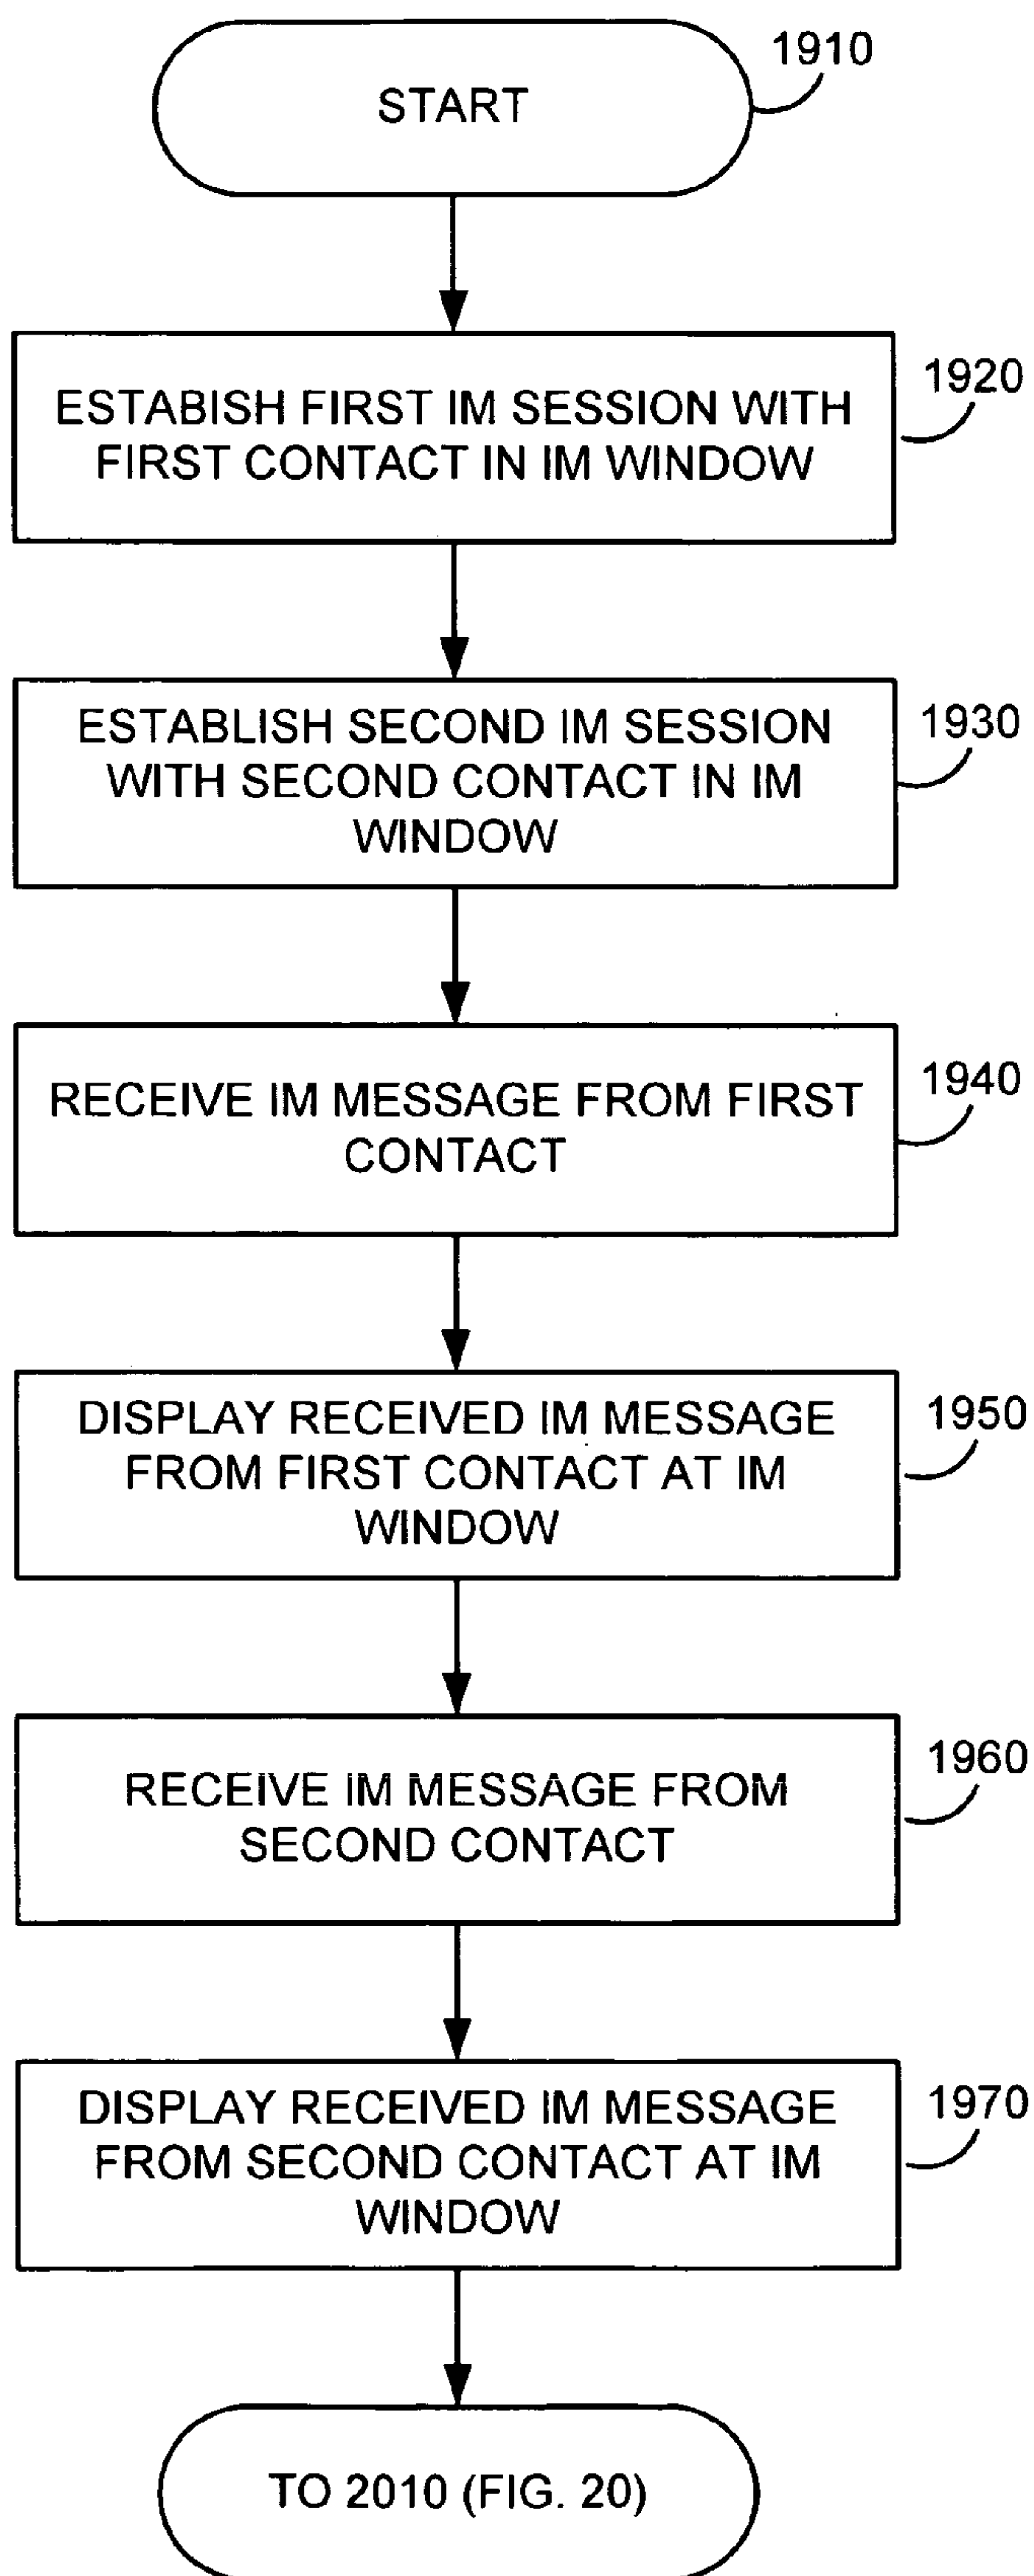 START
1910
ESTABISH FIRST IM SESSION WITH
FIRST CONTACT IN IM WINDOW
1920
ESTABLISH SECOND IM SESSION
WITH SECOND CONTACT IN IM
WINDOW
1930
RECEIVE IM MESSAGE FROM FIRST
CONTACT
1940
DISPLAY RECEIVED IM MESSAGE
FROM FIRST CONTACT AT IM
WINDOW
1950
RECEIVE IM MESSAGE FROM
SECOND CONTACT
1960
DISPLAY RECEIVED IM MESSAGE
FROM SECOND CONTACT AT IM
WINDOW
1970
TO 2010 (FIG. 20)